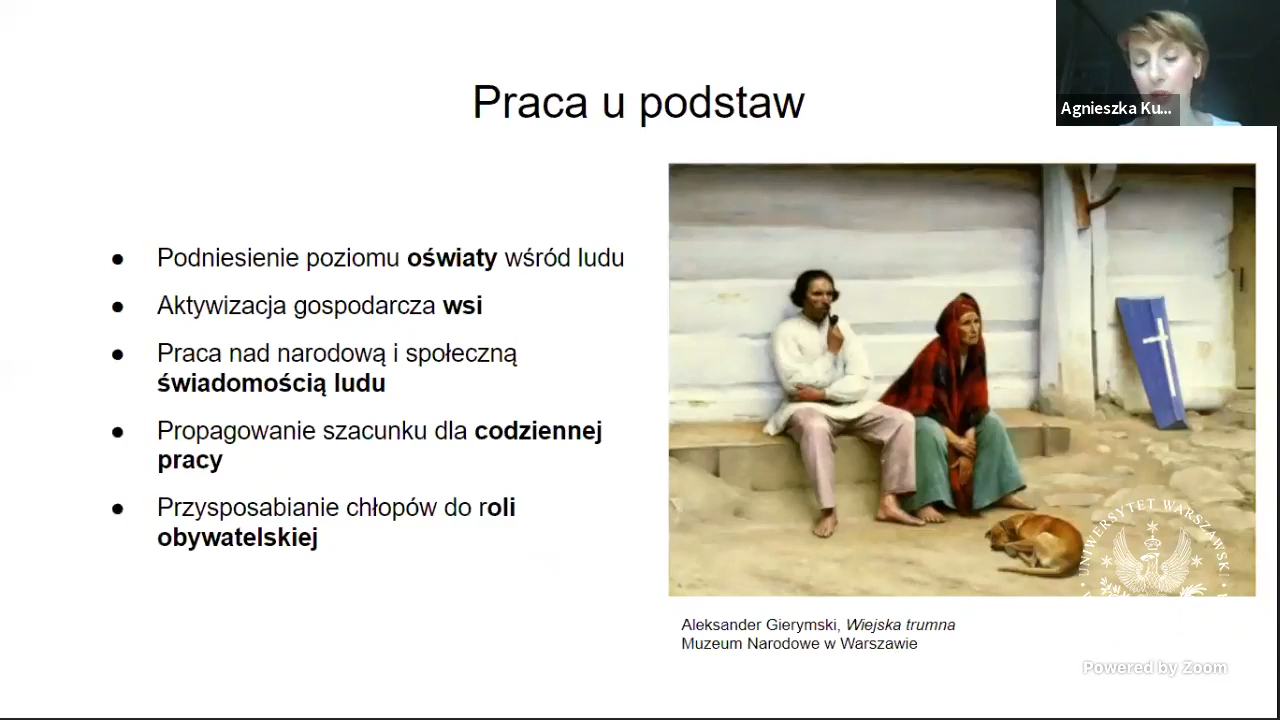 Praca u podstaw
Agnieszka Ku...
● Podniesienie poziomu oświaty wśród ludu
● Aktywizacja gospodarcza wsi
● Praca nad narodową i społeczną
świadomością ludu
● Propagowanie szacunku dla codziennej
pracy
● Przysposabianie chłopów do roli
obywatelskiej
UNIWERSYTET WARSZAWSKI
Aleksander Gierymski, Wiejska trumna
Muzeum Narodowe w Warszawie
Powered by Zoom